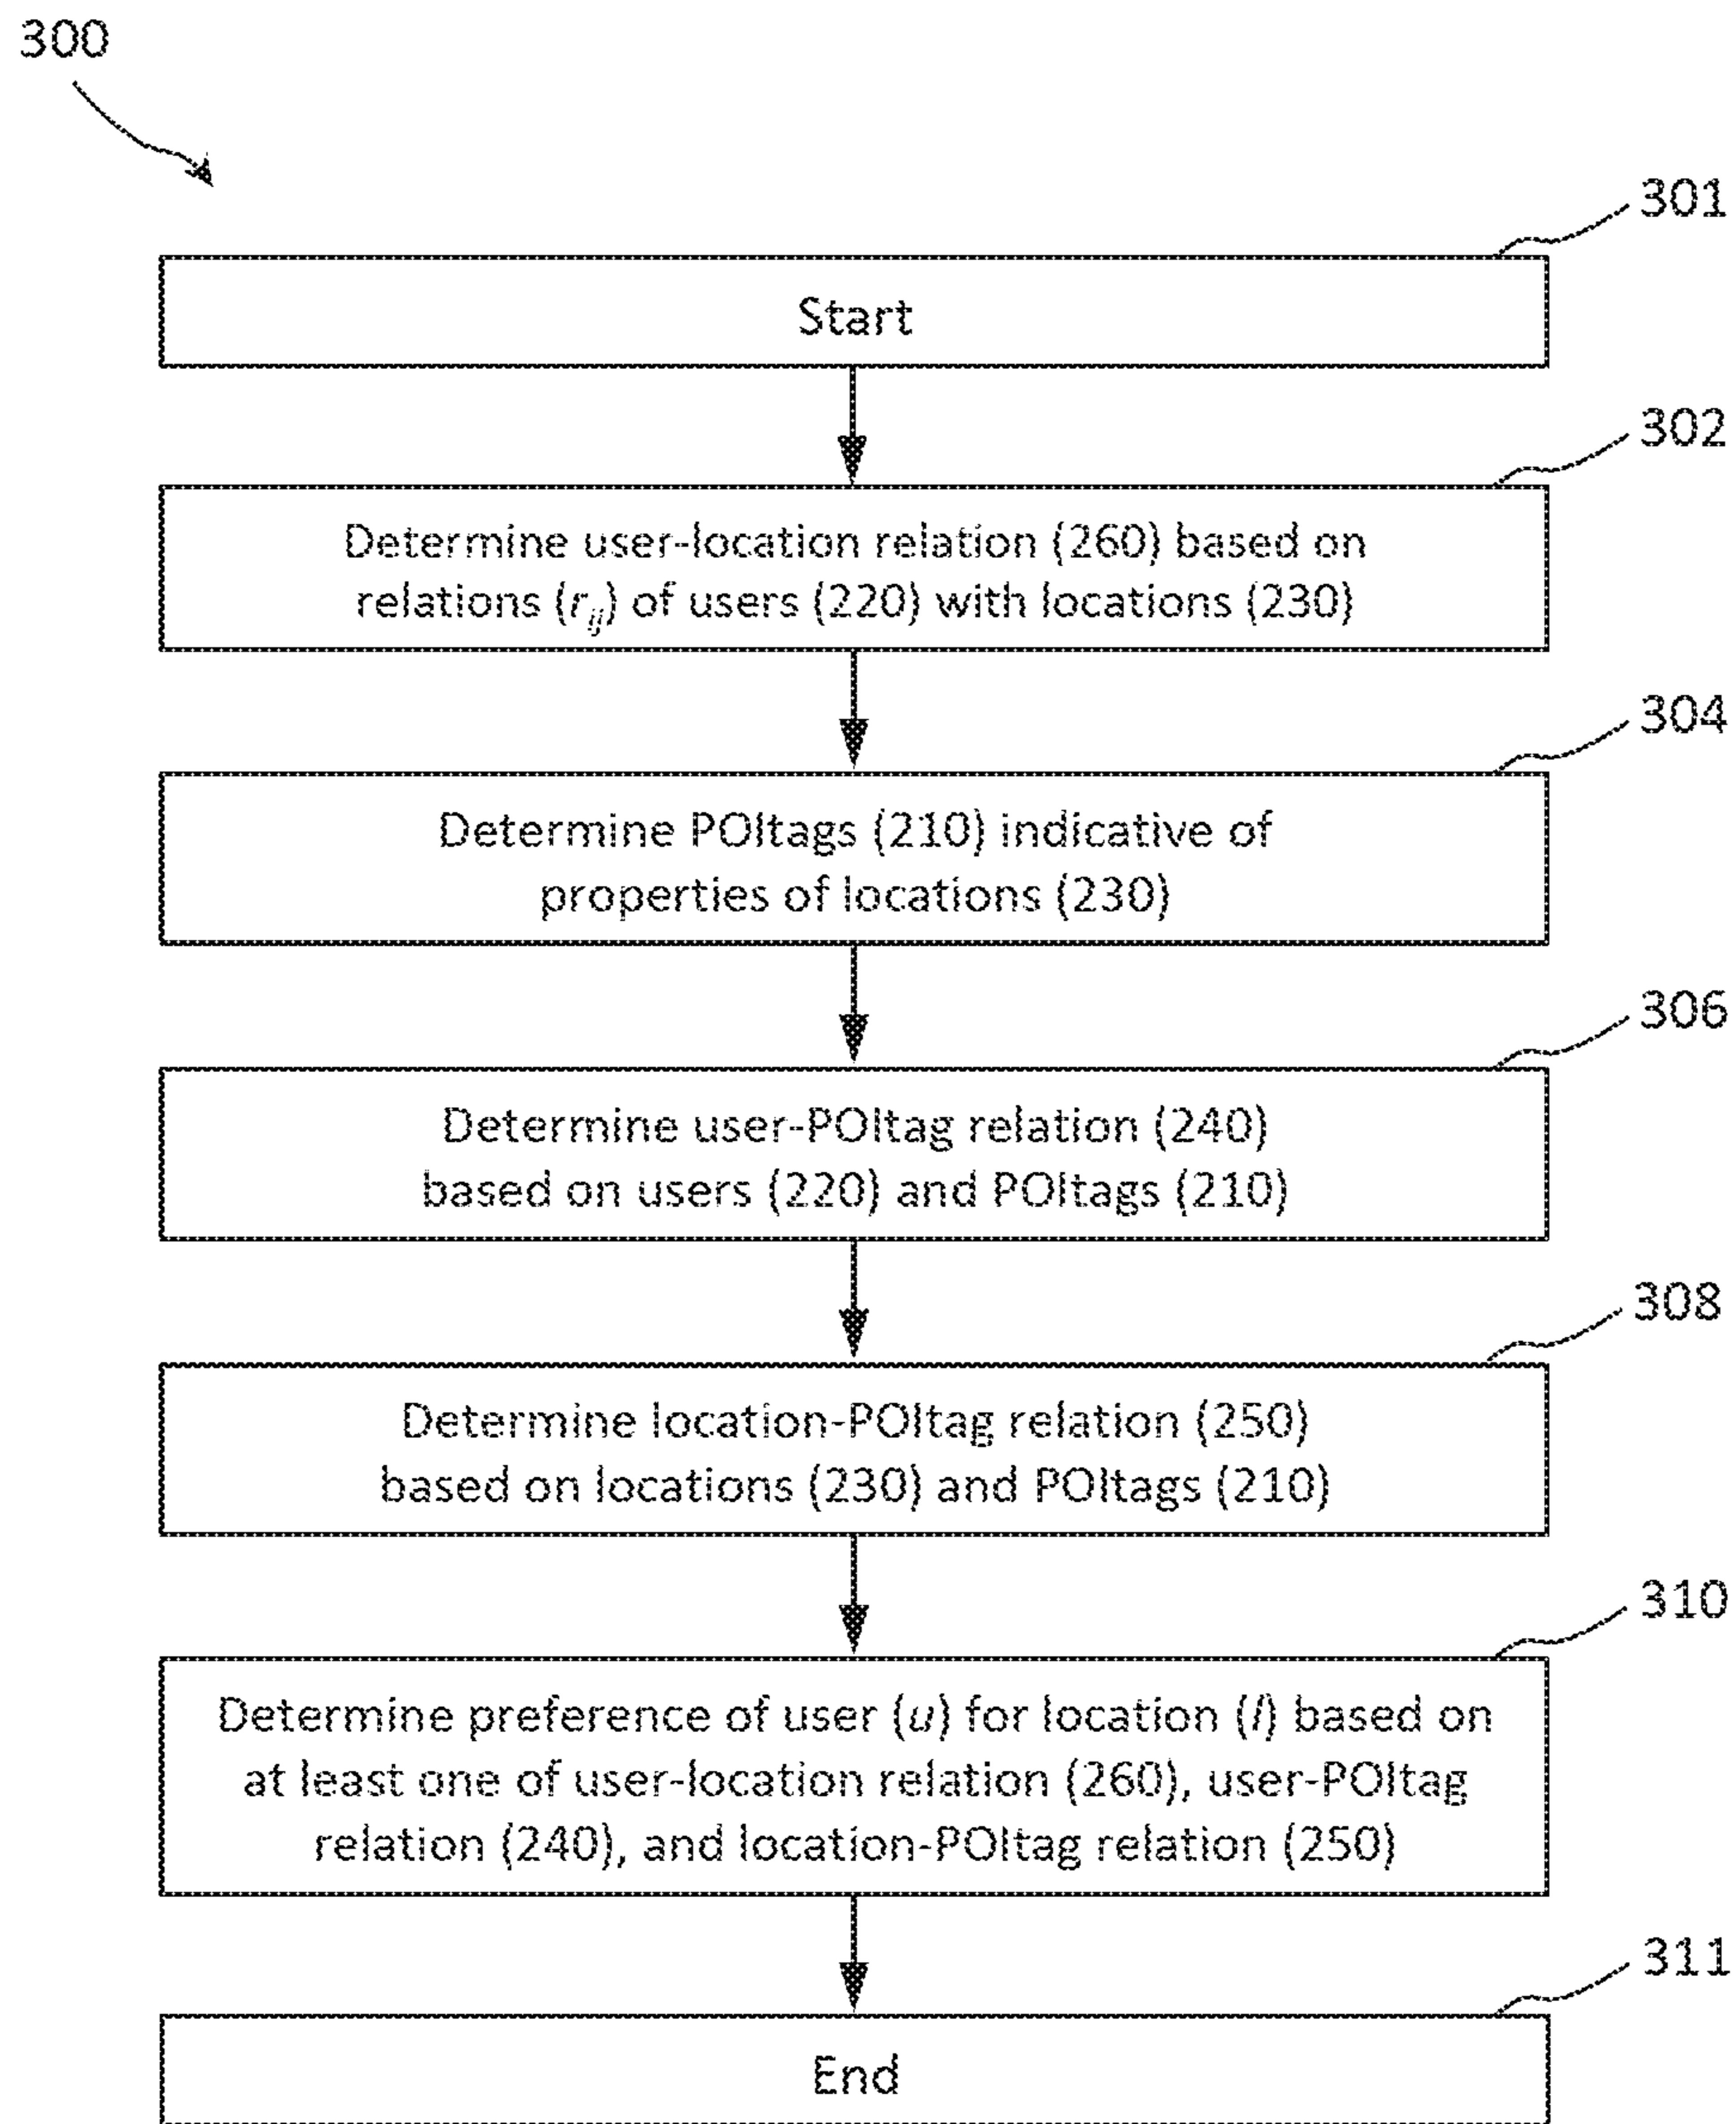 300
301
Start
302
Determine user-location relation (260) based on
relations (rij) of users (220) with locations (230)
304
Determine POItags (210) indicative of
properties of locations (230)
306
Determine user-POItag relation (240)
based on users (220) and POItags (210)
308
Determine location-POItag relation (250)
based on locations (230) and POItags (210)
310
Determine preference of user (u) for location (l) based on
at least one of user-location relation (260), user-POItag
relation (240), and location-POItag relation (250)
311
End